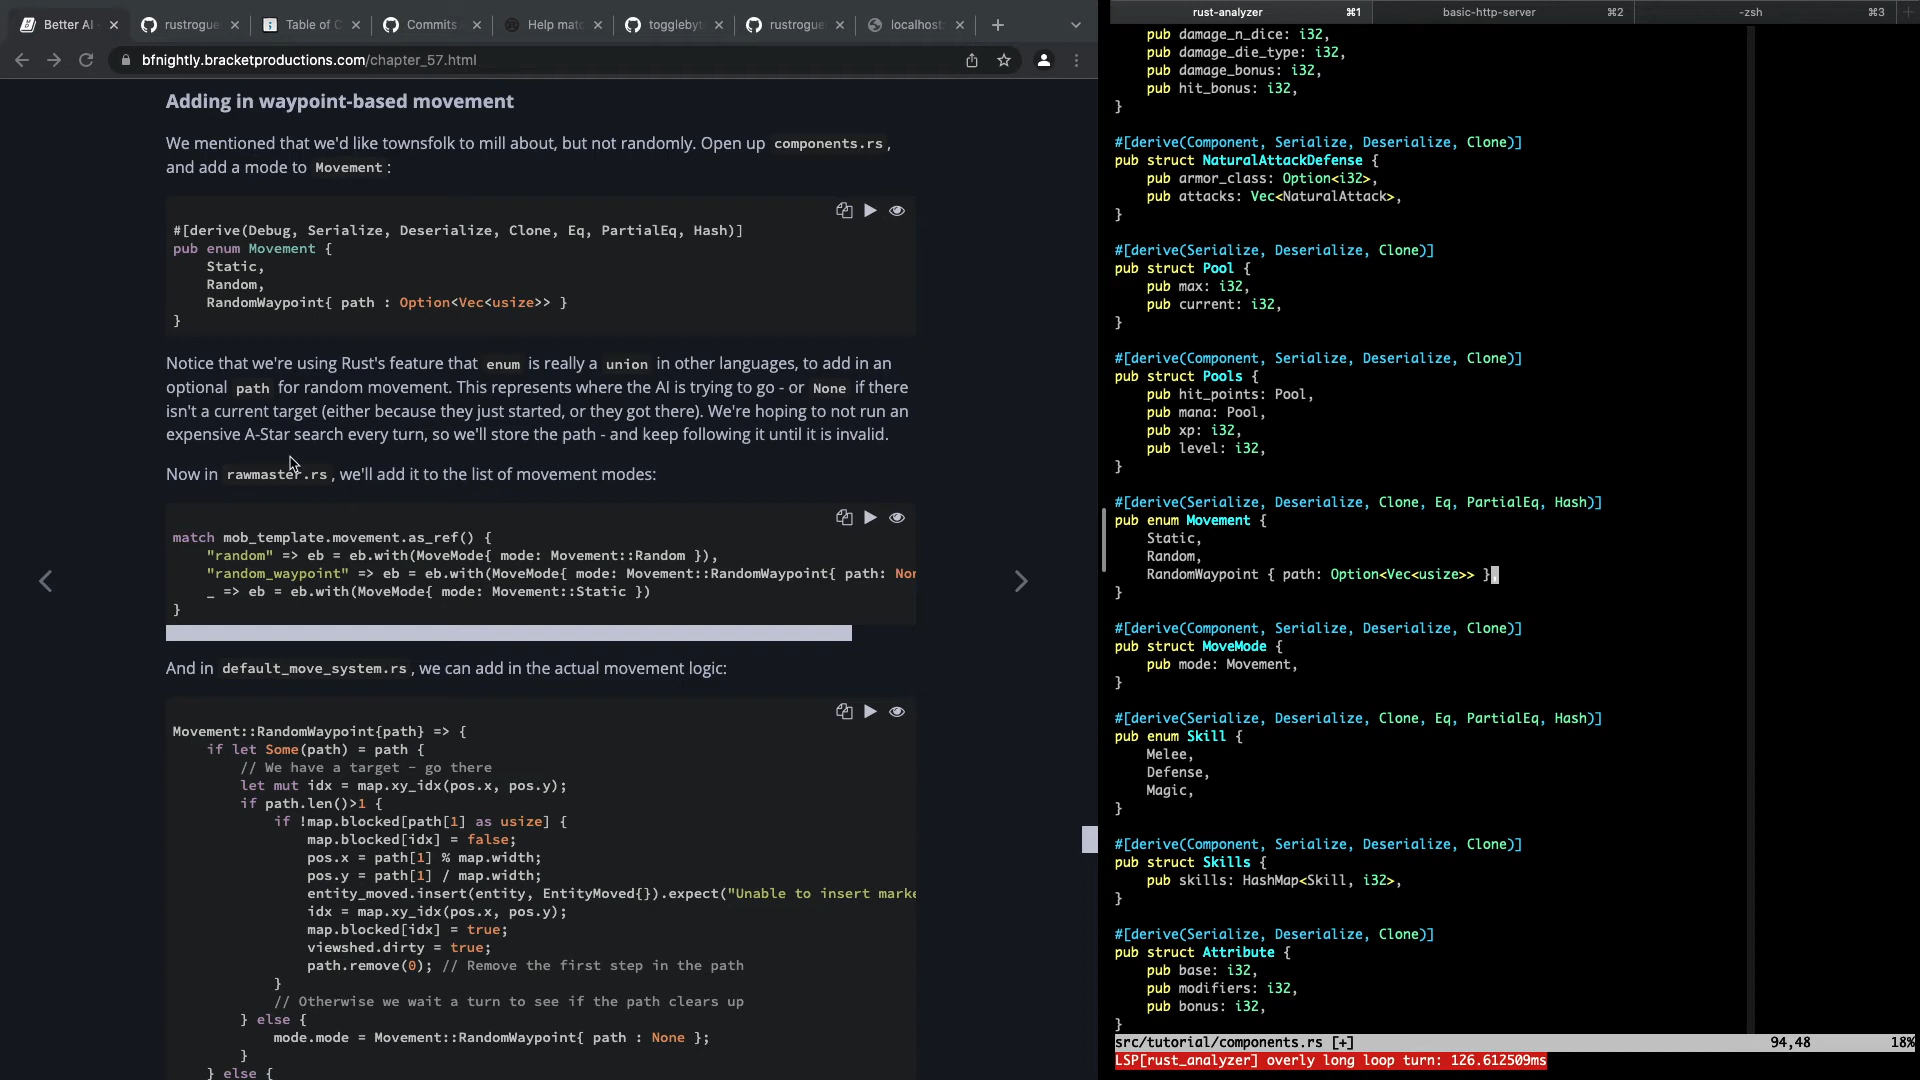 Better AI
rustrogue
Table of C
Commits
Help mat
toggleby
rustrogue
localhost
bfnightly.bracketproductions.com/chapter_57.html
Adding in waypoint-based movement
We mentioned that we'd like townsfolk to mill about, but not randomly. Open up components.rs,
and add a mode to Movement:
#[derive(Debug, Serialize, Deserialize, Clone, Eq, PartialEq, Hash)]
pub enum Movement {
Static,
Random,
RandomWaypoint{ path : Option<Vec<usize>> }
}
Notice that we're using Rust's feature that enum is really a union in other languages, to add in an
optional path for random movement. This represents where the AI is trying to go - or None if there
isn't a current target (either because they just started, or they got there). We're hoping to not run an
expensive A-Star search every turn, so we'll store the path - and keep following it until it is invalid.
Now in rawmaster.rs, we'll add it to the list of movement modes:
match mob_template.movement.as_ref() {
"random" => eb = eb.with(MoveMode{ mode: Movement::Random }),
"random_waypoint" => eb = eb.with(MoveMode{ mode: Movement::RandomWaypoint{ path: Non
_ => eb = eb.with(MoveMode{ mode: Movement::Static })
}
And in default_move_system.rs, we can add in the actual movement logic:
Movement::RandomWaypoint{path} => {
if let Some(path) = path {
// We have a target - go there
let mut idx = map.xy_idx(pos.x, pos.y);
if path.len()>1 {
if !map.blocked[path[1] as usize] {
map.blocked[idx] = false;
pos.x = path[1] % map.width;
pos.y = path[1] / map.width;
entity_moved.insert(entity, EntityMoved{}).expect("Unable to insert marke
idx = map.xy_idx(pos.x, pos.y);
map.blocked[idx] = true;
viewshed.dirty = true;
path.remove(0); // Remove the first step in the path
}
// Otherwise we wait a turn to see if the path clears up
} else {
mode.mode = Movement::RandomWaypoint{ path : None };
}
} else {
rust-analyzer ⌘1
basic-http-server ⌘2
-zsh ⌘3
pub damage_n_dice: i32,
pub damage_die_type: i32,
pub damage_bonus: i32,
pub hit_bonus: i32,
}
#[derive(Component, Serialize, Deserialize, Clone)]
pub struct NaturalAttackDefense {
pub armor_class: Option<i32>,
pub attacks: Vec<NaturalAttack>,
}
#[derive(Serialize, Deserialize, Clone)]
pub struct Pool {
pub max: i32,
pub current: i32,
}
#[derive(Component, Serialize, Deserialize, Clone)]
pub struct Pools {
pub hit_points: Pool,
pub mana: Pool,
pub xp: i32,
pub level: i32,
}
#[derive(Serialize, Deserialize, Clone, Eq, PartialEq, Hash)]
pub enum Movement {
Static,
Random,
RandomWaypoint { path: Option<Vec<usize>> },
}
#[derive(Component, Serialize, Deserialize, Clone)]
pub struct MoveMode {
pub mode: Movement,
}
#[derive(Serialize, Deserialize, Clone, Eq, PartialEq, Hash)]
pub enum Skill {
Melee,
Defense,
Magic,
}
#[derive(Component, Serialize, Deserialize, Clone)]
pub struct Skills {
pub skills: HashMap<Skill, i32>,
}
#[derive(Serialize, Deserialize, Clone)]
pub struct Attribute {
pub base: i32,
pub modifiers: i32,
pub bonus: i32,
}
src/tutorial/components.rs [+] 94,48 18%
LSP[rust_analyzer] overly long loop turn: 126.612509ms